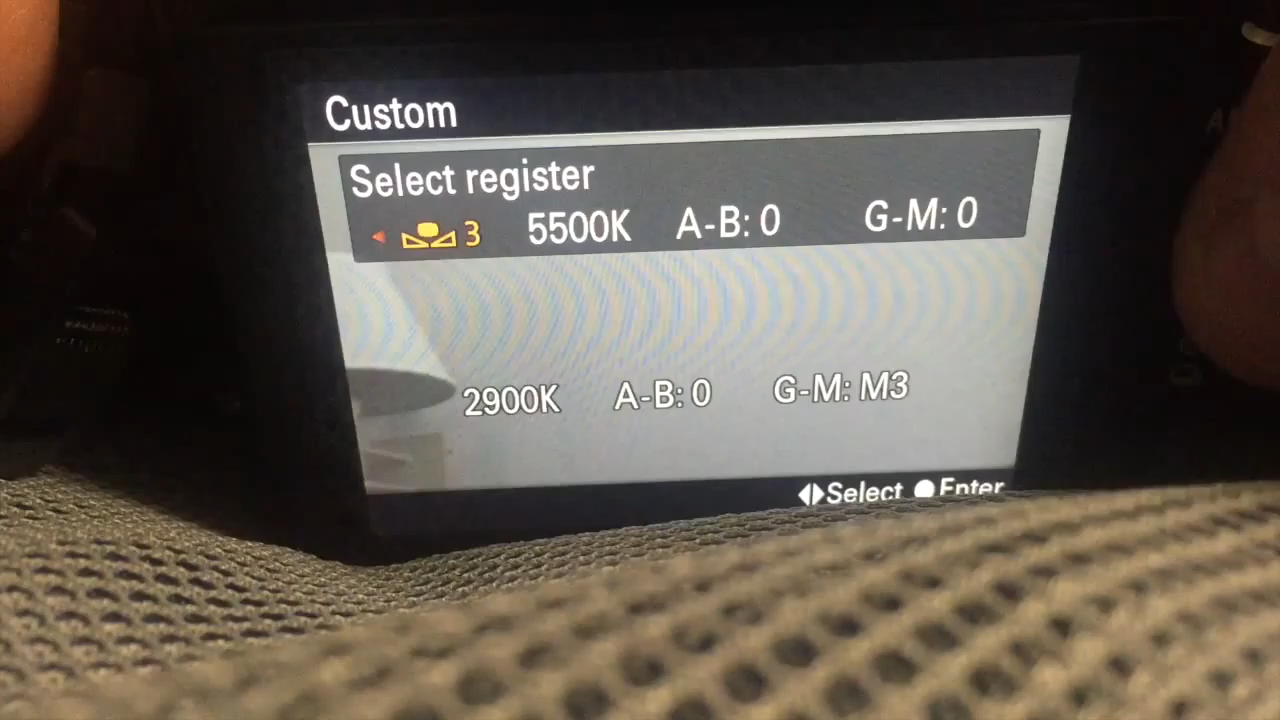 Custom
Select register
3 5500K A-B: 0 G-M: 0
2900K A-B: 0 G-M: M3
Select Enter